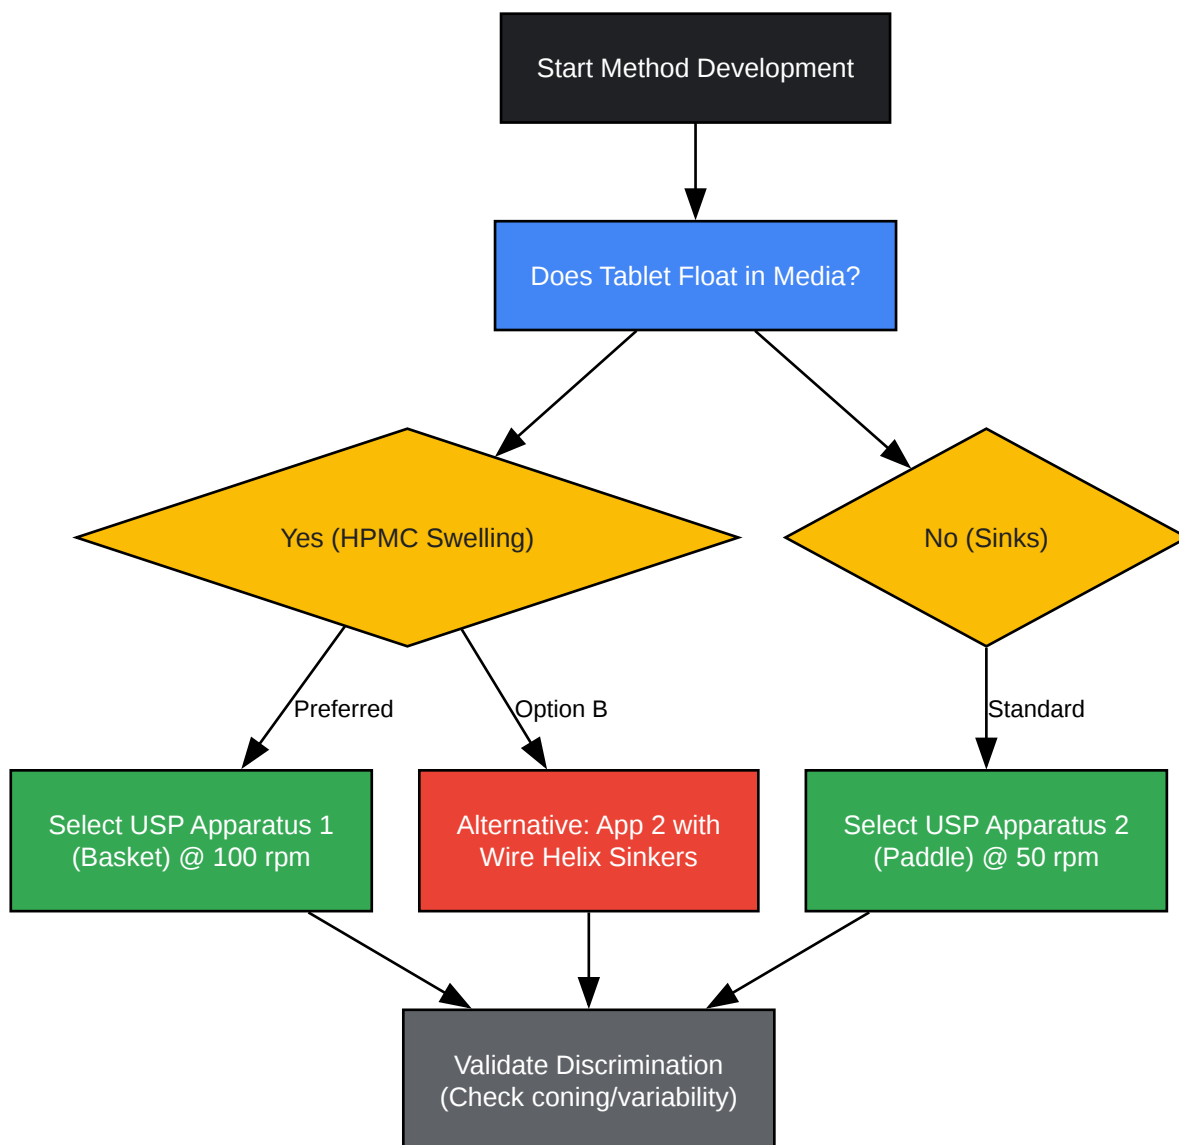 Start Method Development
Does Tablet Float in Media?
Yes (HPMC Swelling)
No (Sinks)
Preferred
Option B
Standard
Select USP Apparatus 1
(Basket) @ 100 rpm
Alternative: App 2 with
Wire Helix Sinkers
Select USP Apparatus 2
(Paddle) @ 50 rpm
Validate Discrimination
(Check coning/variability)